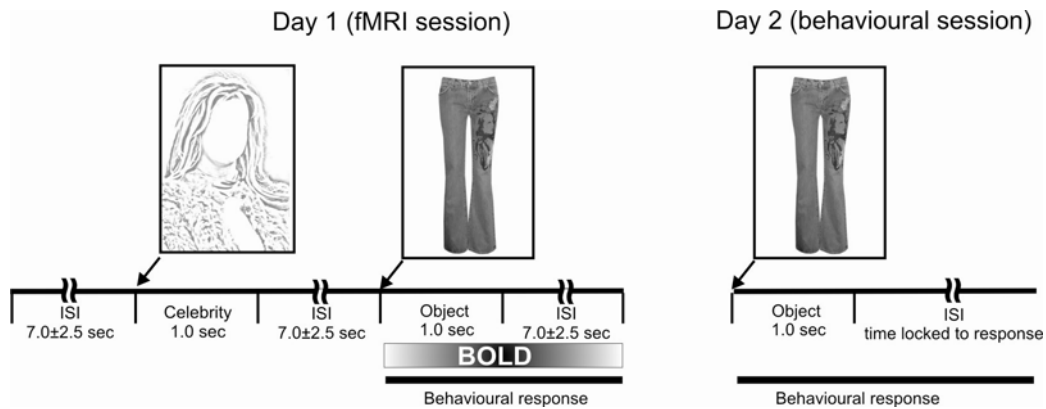 Day 1 (fMRI session)
Day 2 (behavioural session)
ISI
7.0±2.5 sec
Celebrity
1.0 sec
ISI
7.0±2.5 sec
Object
1.0 sec
ISI
7.0±2.5 sec
BOLD
Behavioural response
Object
1.0 sec
ISI
time locked to response
Behavioural response